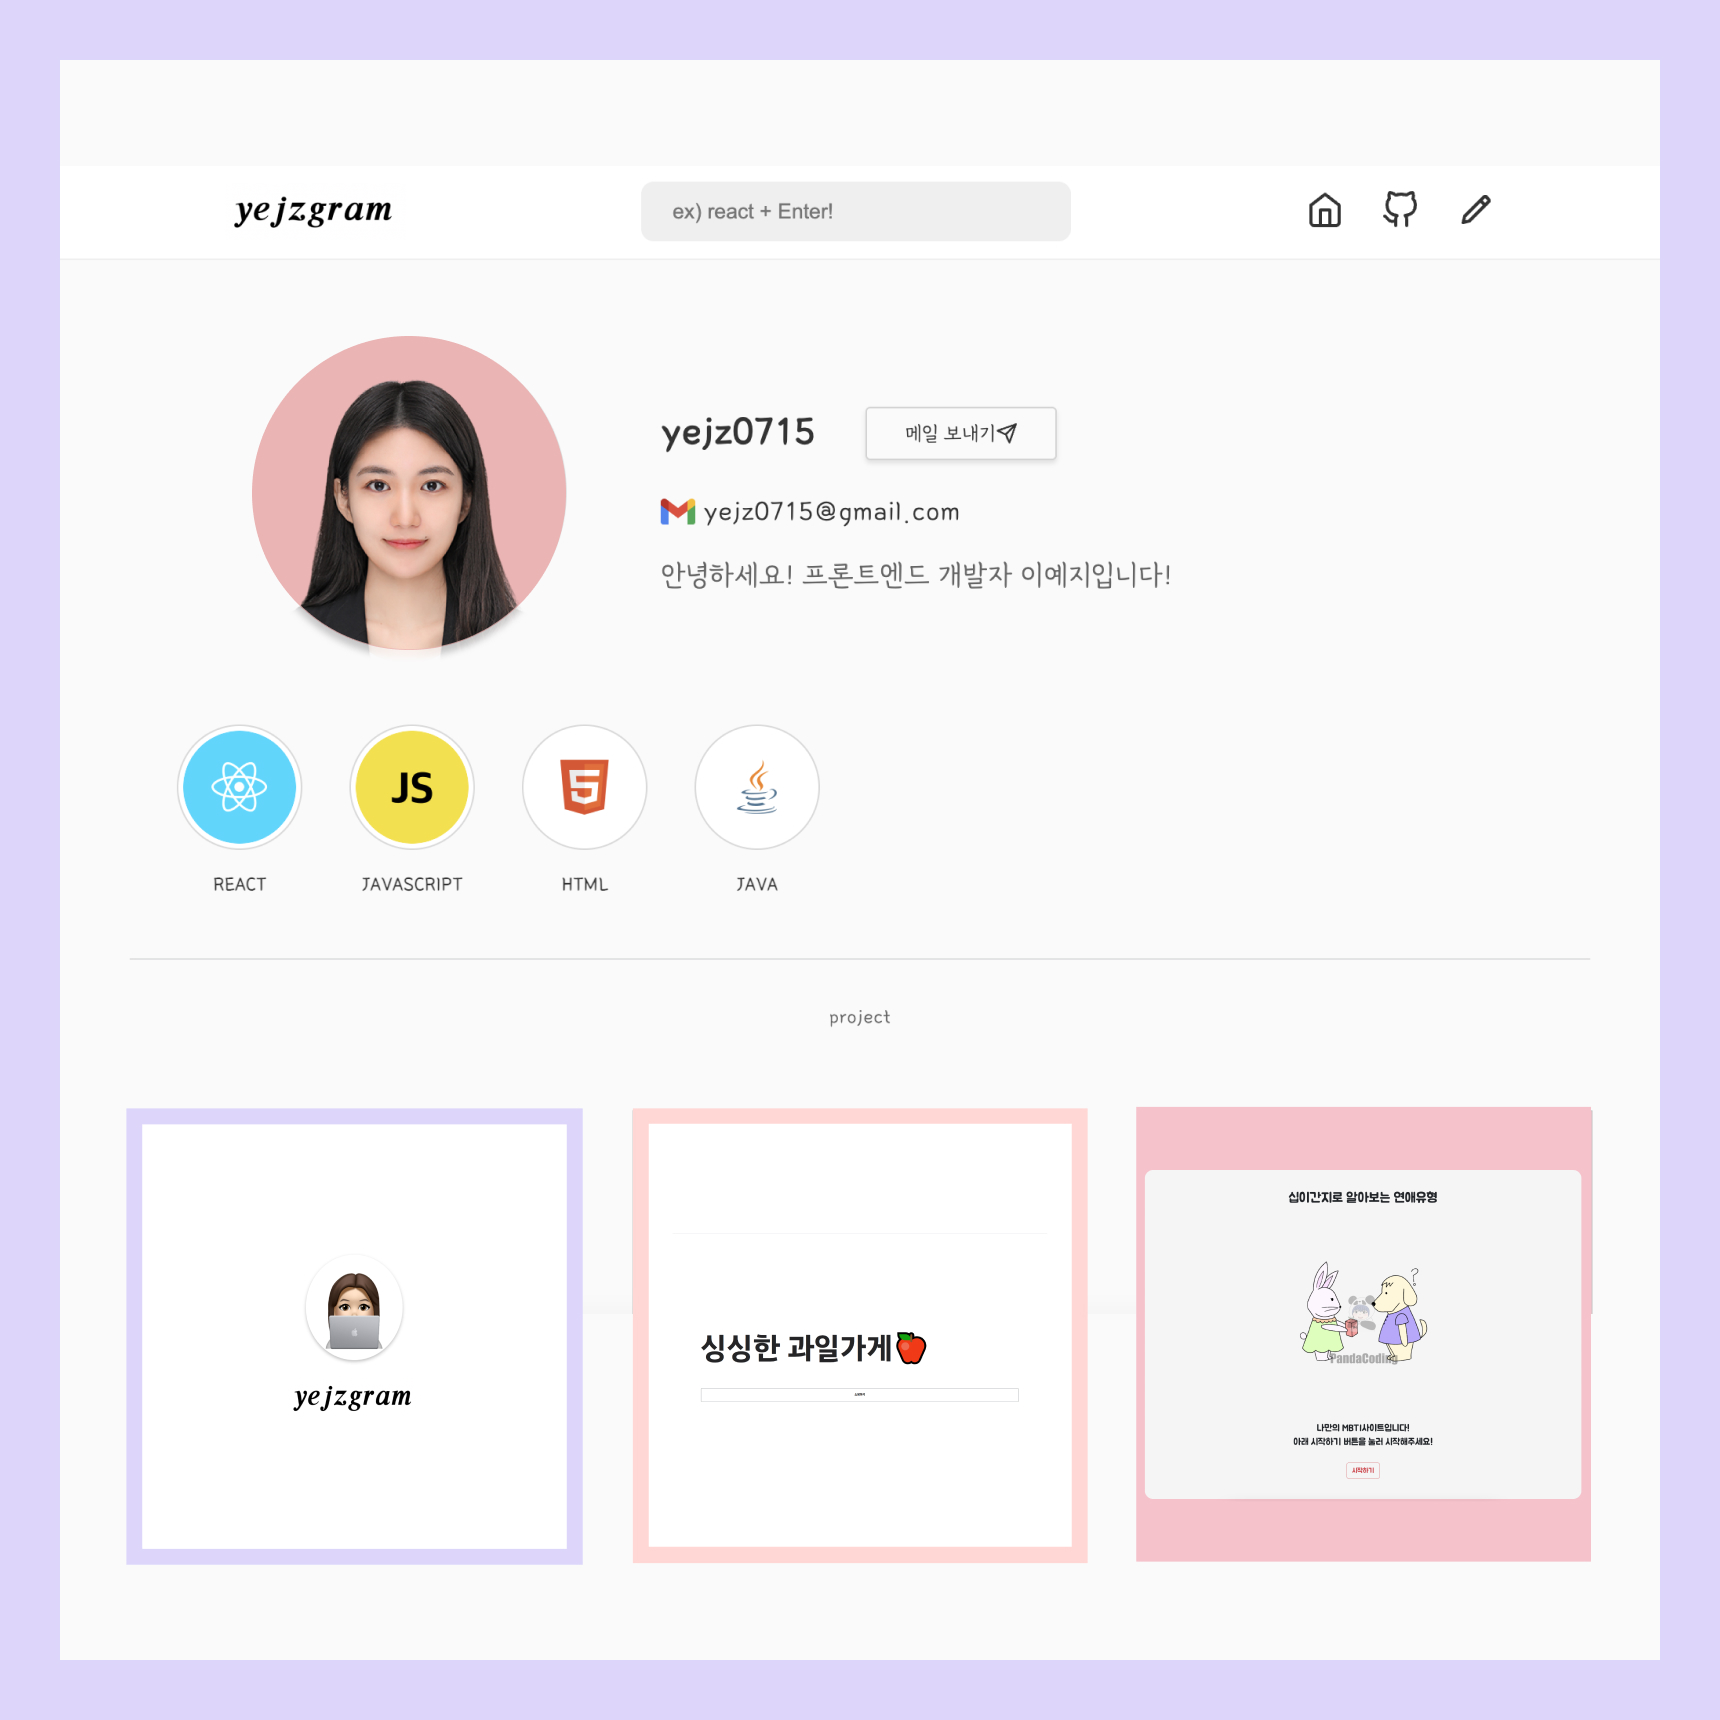 yejzgram
ex) react + Enter!
yejz0715
메일 보내기
yejz0715@gmail.com
안녕하세요! 프론트엔드 개발자 이예지입니다!
JS
5
REACT
JAVASCRIPT
HTML
JAVA
project
yejzgram
싱싱한 과일가게
십이간지로 알아보는 연애유형
?
PandaCoding
나만의 MBTI사이트입니다!
아래 시작하기 버튼을 눌러 시작해주세요!
시작하기